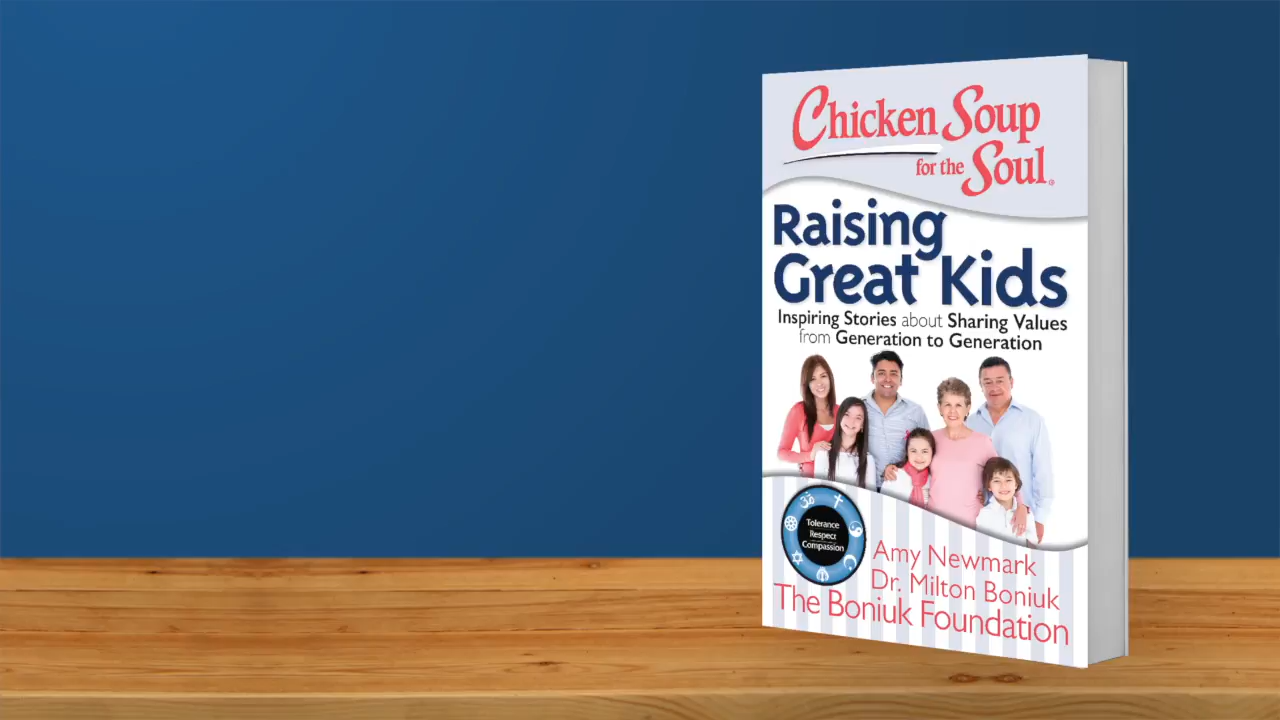 Chicken Soup
for the Soul®
Raising
Great Kids
Inspiring Stories about Sharing Values
from Generation to Generation
Tolerance
Respect
Compassion
Amy Newmark
Dr. Milton Boniuk
The Boniuk Foundation